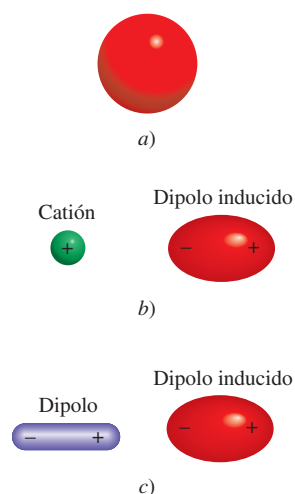 a)
Dipolo inducido
Catión
+
− +
b)
Dipolo inducido
Dipolo
− +
− +
c)